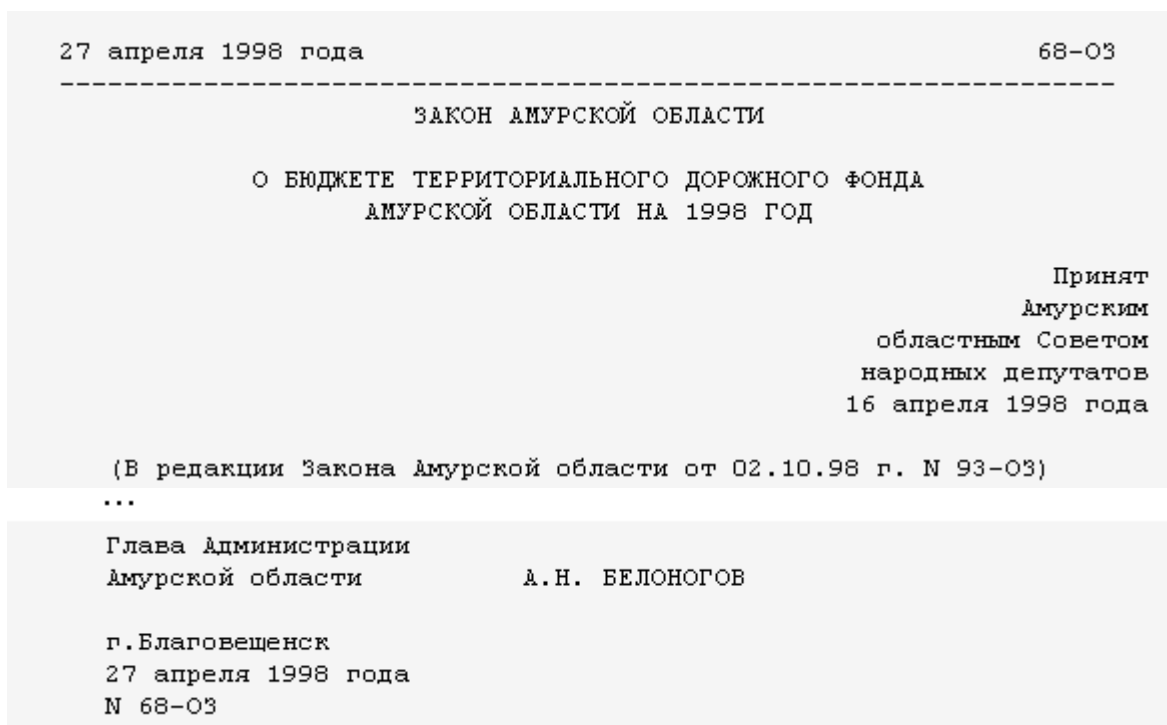 27 апреля 1998 года 68-ОЗ
------------------------------------------------------------------
ЗАКОН АМУРСКОЙ ОБЛАСТИ
О БЮДЖЕТЕ ТЕРРИТОРИАЛЬНОГО ДОРОЖНОГО ФОНДА
АМУРСКОЙ ОБЛАСТИ НА 1998 ГОД
Принят
Амурским
областным Советом
народных депутатов
16 апреля 1998 года
(В редакции Закона Амурской области от 02.10.98 г. N 93-ОЗ)
...
Глава Администрации
Амурской области А.Н. БЕЛОНОГОВ
г.Благовещенск
27 апреля 1998 года
N 68-ОЗ